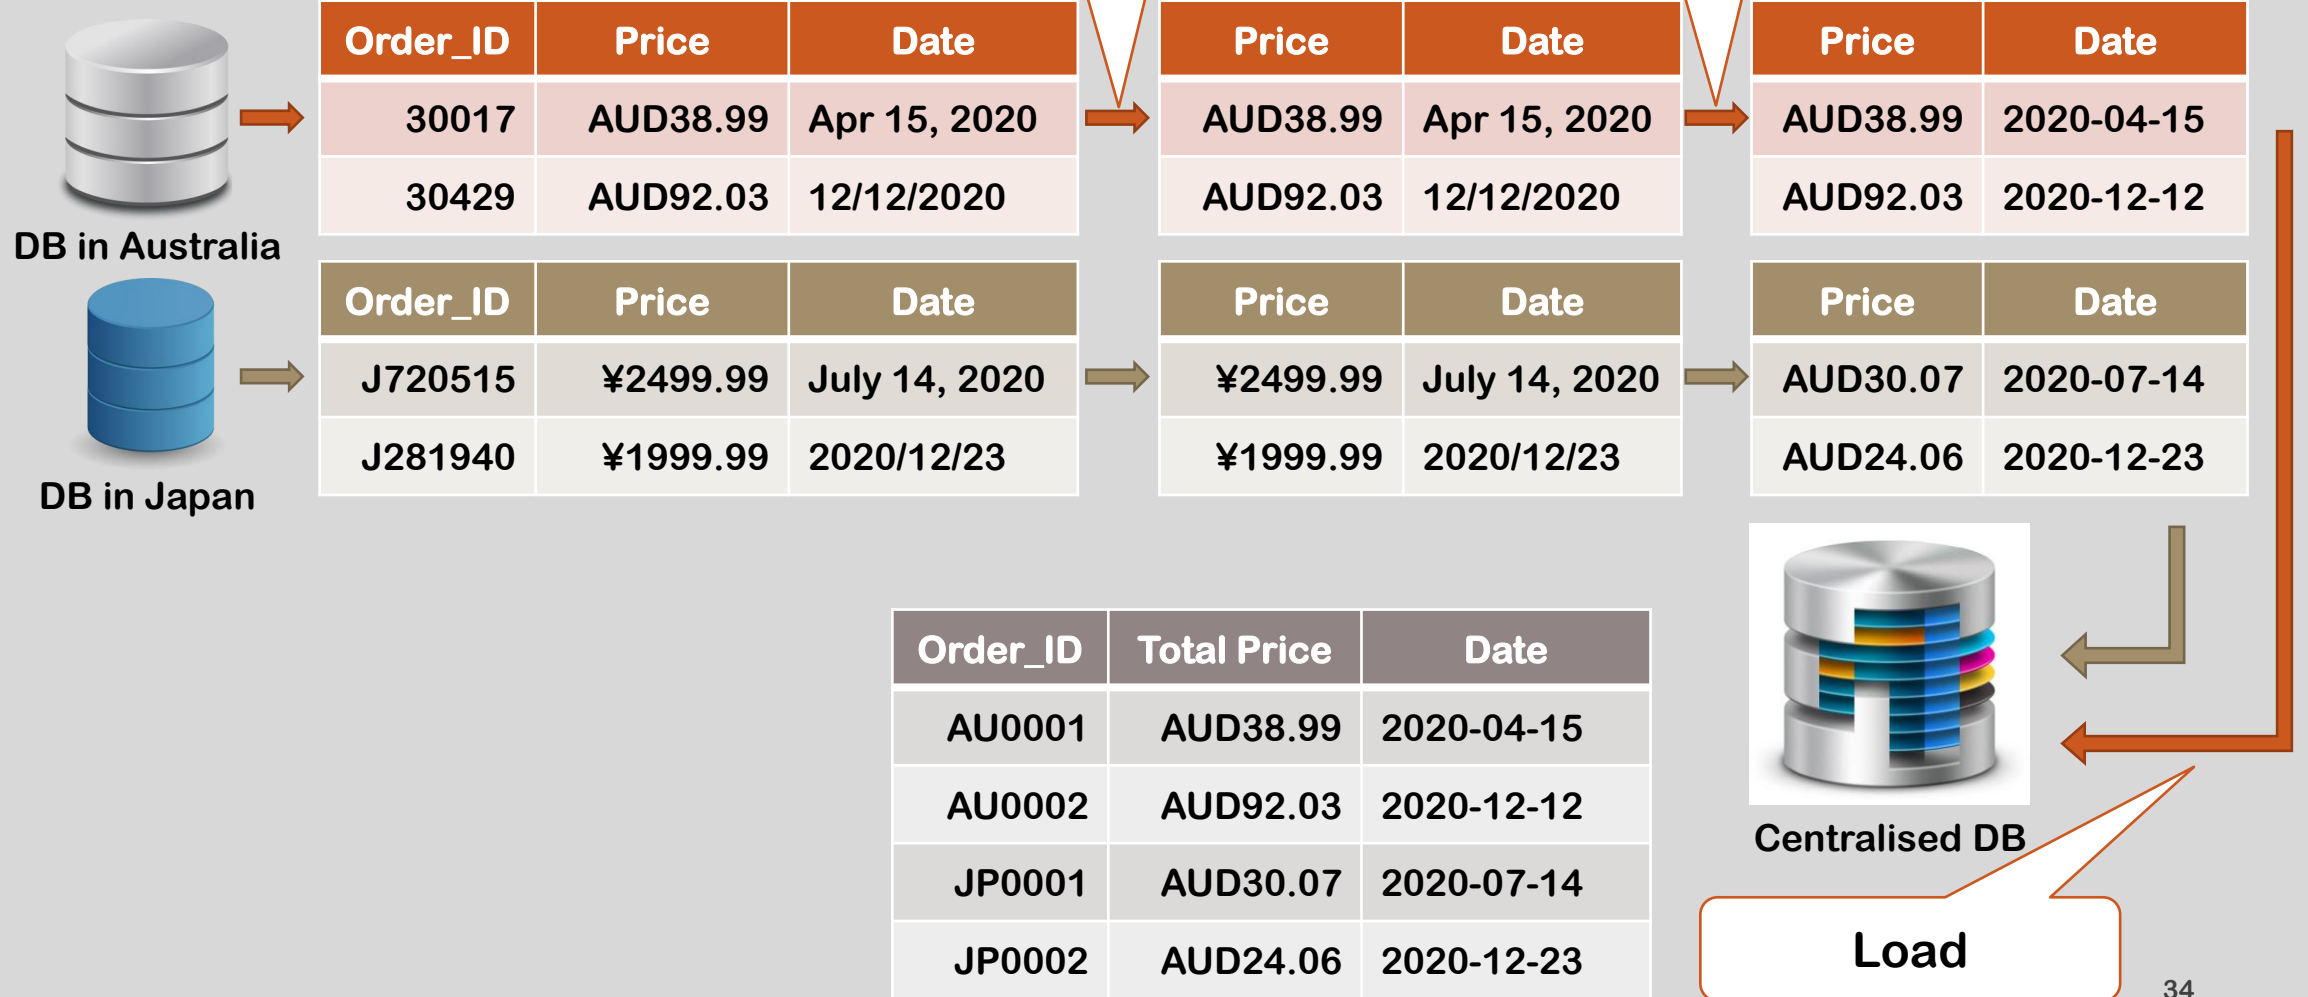 Order_ID Price Date
30017 AUD38.99 Apr 15, 2020
30429 AUD92.03 12/12/2020
Price Date
AUD38.99 Apr 15, 2020
AUD92.03 12/12/2020
Price Date
AUD38.99 2020-04-15
AUD92.03 2020-12-12
DB in Australia
Order_ID Price Date
J720515 ¥2499.99 July 14, 2020
J281940 ¥1999.99 2020/12/23
Price Date
¥2499.99 July 14, 2020
¥1999.99 2020/12/23
Price Date
AUD30.07 2020-07-14
AUD24.06 2020-12-23
DB in Japan
Order_ID Total Price Date
AU0001 AUD38.99 2020-04-15
AU0002 AUD92.03 2020-12-12
JP0001 AUD30.07 2020-07-14
JP0002 AUD24.06 2020-12-23
Centralised DB
Load
34